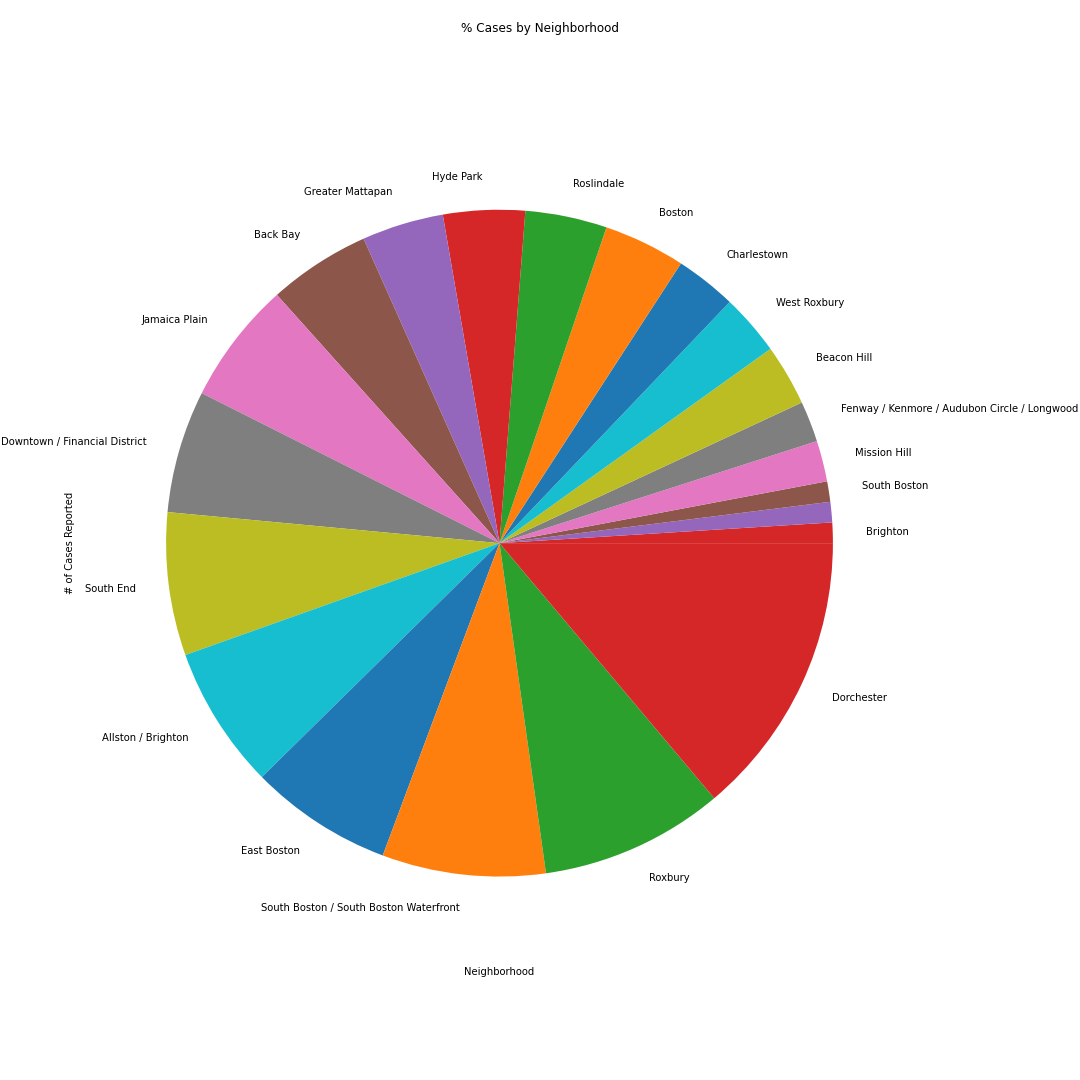 % Cases by Neighborhood
Hyde Park
Roslindale
Greater Mattapan
Boston
Back Bay
Charlestown
West Roxbury
Jamaica Plain
Beacon Hill
Fenway / Kenmore / Audubon Circle / Longwood
Downtown / Financial District
Mission Hill
South Boston
Brighton
# of Cases Reported
South End
Dorchester
Allston / Brighton
East Boston
Roxbury
South Boston / South Boston Waterfront
Neighborhood